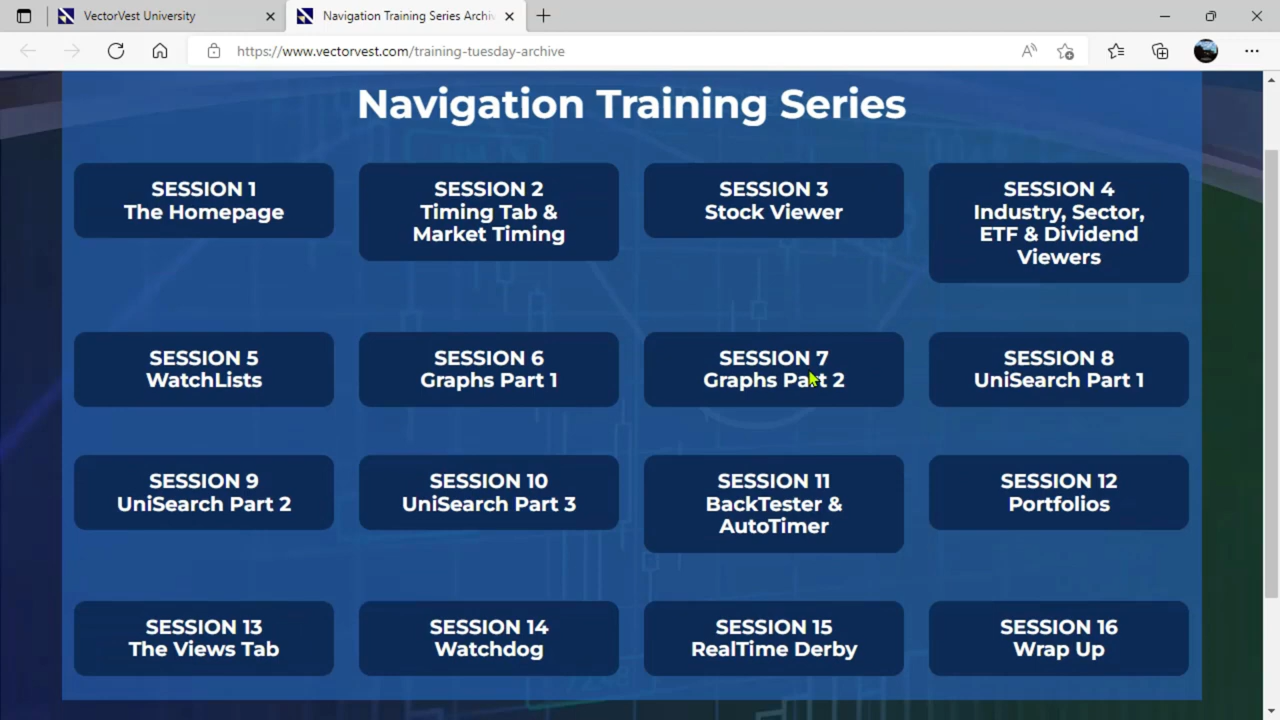 VectorVest University
Navigation Training Series Archi
https://www.vectorvest.com/training-tuesday-archive
Navigation Training Series
SESSION 1
The Homepage
SESSION 2
Timing Tab &
Market Timing
SESSION 3
Stock Viewer
SESSION 4
Industry, Sector,
ETF & Dividend
Viewers
SESSION 5
WatchLists
SESSION 6
Graphs Part 1
SESSION 7
Graphs Part 2
SESSION 8
UniSearch Part 1
SESSION 9
UniSearch Part 2
SESSION 10
UniSearch Part 3
SESSION 11
BackTester &
AutoTimer
SESSION 12
Portfolios
SESSION 13
The Views Tab
SESSION 14
Watchdog
SESSION 15
RealTime Derby
SESSION 16
Wrap Up